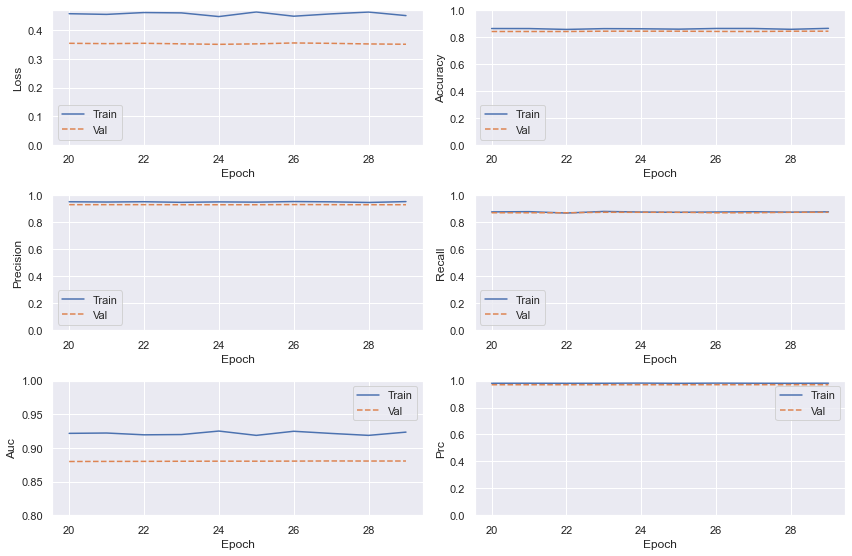 0.4
0.3
0.2
0.1
0.0
Loss
Train
Val
20 22 24 26 28
Epoch
1.0
0.8
0.6
0.4
0.2
0.0
Accuracy
Train
Val
20 22 24 26 28
Epoch
1.0
0.8
0.6
0.4
0.2
0.0
Precision
Train
Val
20 22 24 26 28
Epoch
1.0
0.8
0.6
0.4
0.2
0.0
Recall
Train
Val
20 22 24 26 28
Epoch
1.00
0.95
0.90
0.85
0.80
Auc
Train
Val
20 22 24 26 28
Epoch
1.0
0.8
0.6
0.4
0.2
0.0
Prc
Train
Val
20 22 24 26 28
Epoch